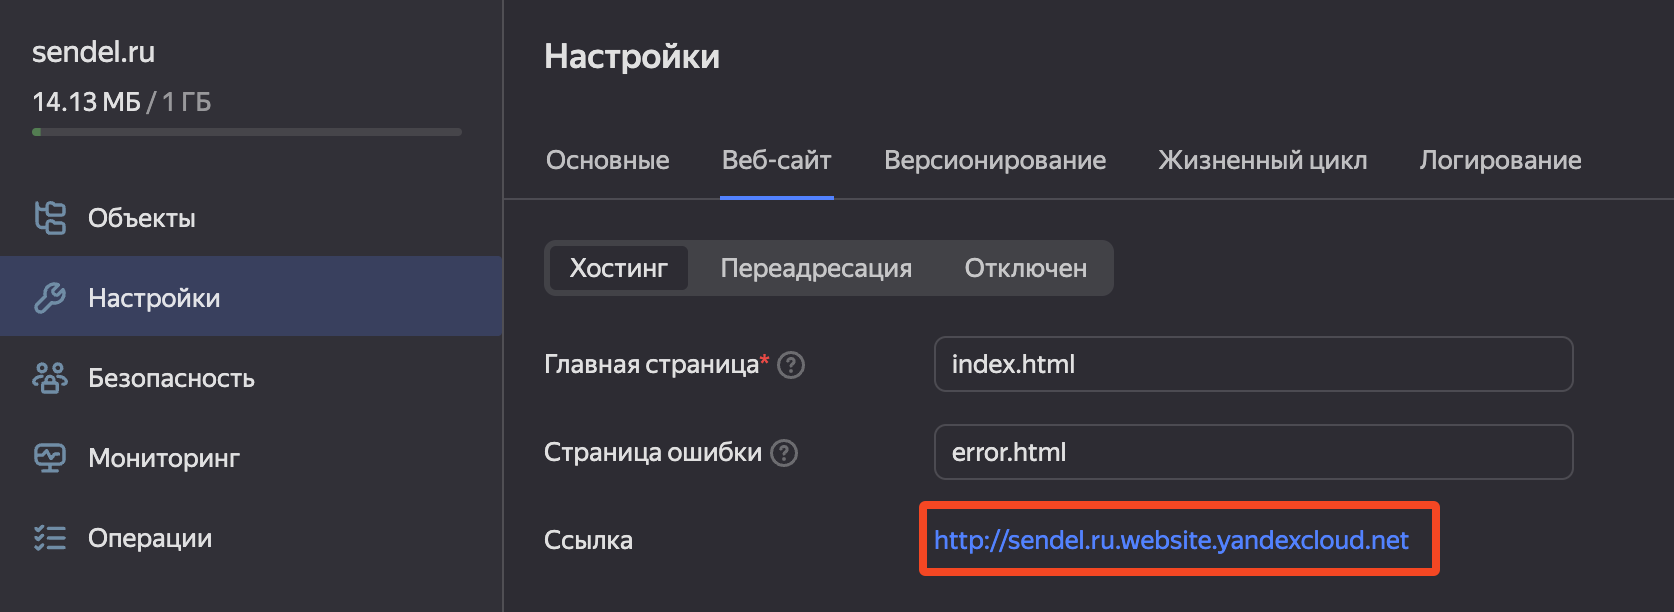 sendel.ru
14.13 МБ / 1 ГБ
Объекты
Настройки
Безопасность
Мониторинг
Операции
Настройки
Основные Веб-сайт Версионирование Жизненный цикл Логирование
Хостинг Переадресация Отключен
Главная страница* ? index.html
Страница ошибки ? error.html
Ссылка http://sendel.ru.website.yandexcloud.net